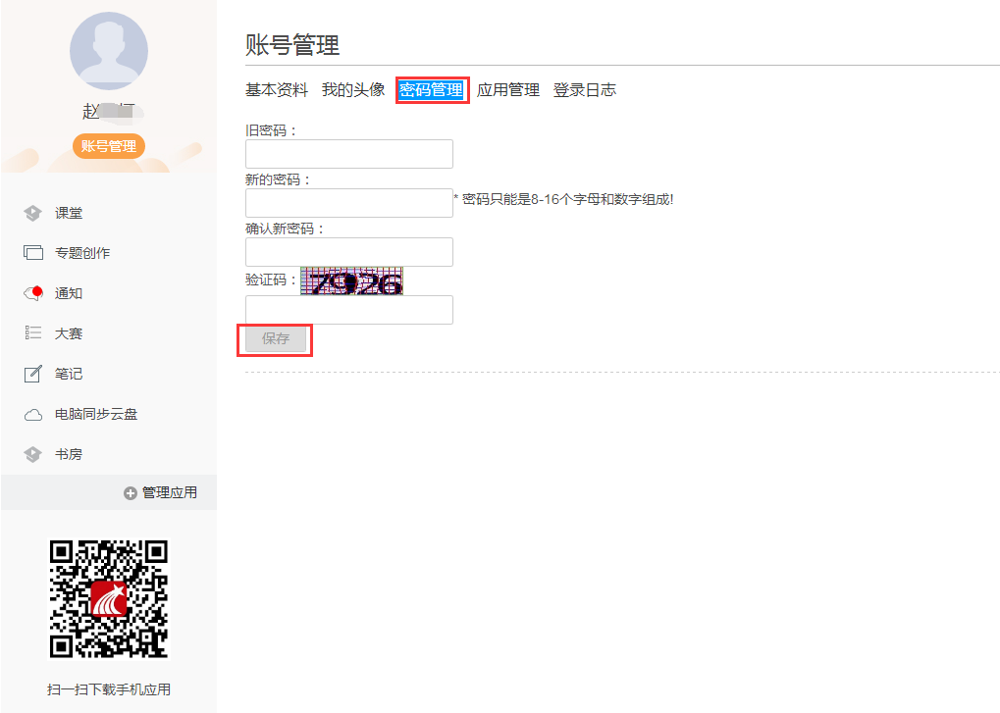 赵
账号管理
课堂
专题创作
通知
大赛
笔记
电脑同步云盘
书房
管理应用
扫一扫下载手机应用
账号管理
基本资料 我的头像 密码管理 应用管理 登录日志
旧密码：
新的密码：
* 密码只能是8-16个字母和数字组成!
确认新密码：
验证码： 7926
保存